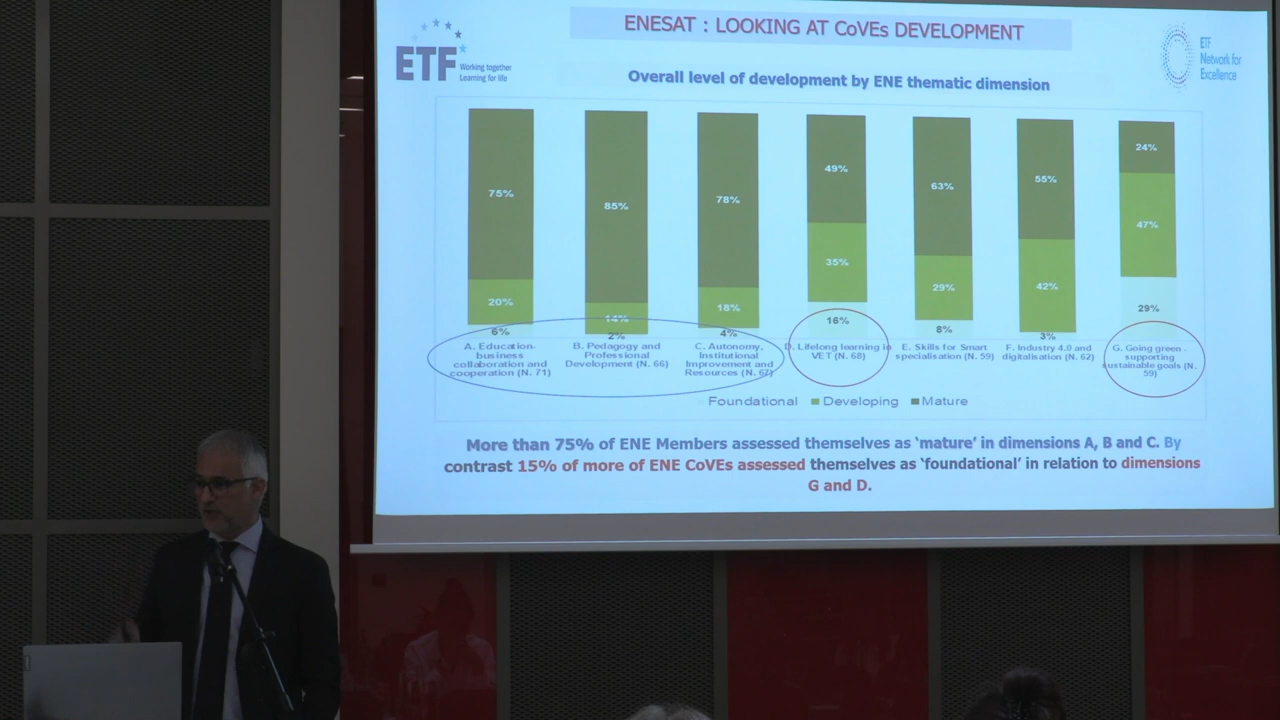 ENESAT : LOOKING AT CoVEs DEVELOPMENT
ETF
Working together
Learning for life
ETF
Network for
Excellence
Overall level of development by ENE thematic dimension
75%
85%
78%
49%
63%
55%
24%
20%
14%
18%
35%
29%
42%
47%
6%
2%
4%
16%
8%
3%
29%
A. Education-
business
collaboration and
cooperation (N. 71)
B. Pedagogy and
Professional
Development (N. 66)
C. Autonomy,
Institutional
Improvement and
Resources (N. 67)
D. Lifelong learning in
VET (N. 68)
E. Skills for Smart
specialisation (N. 59)
F. Industry 4.0 and
digitalisation (N. 62)
G. Going green -
supporting
sustainable goals (N.
59)
Foundational Developing Mature
More than 75% of ENE Members assessed themselves as ‘mature’ in dimensions A, B and C. By
contrast 15% of more of ENE CoVEs assessed themselves as ‘foundational’ in relation to dimensions
G and D.